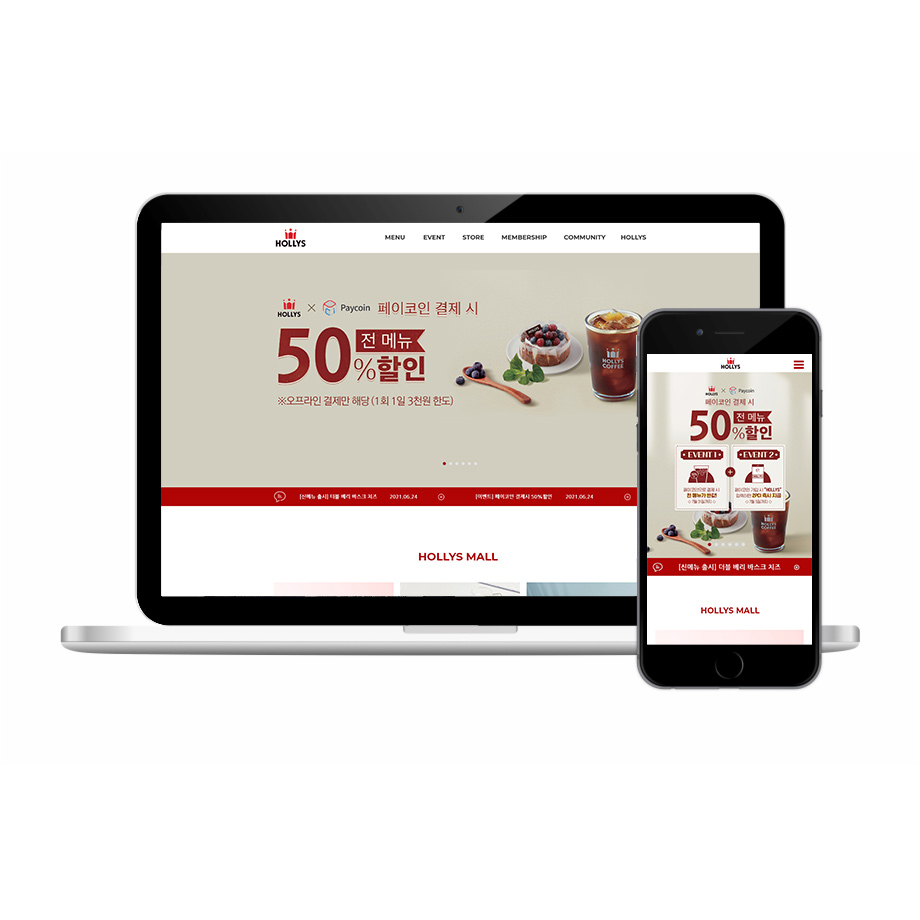 HOLLYS
MENU EVENT STORE MEMBERSHIP COMMUNITY HOLLYS
HOLLYS × Paycoin 페이코인 결제 시
50%할인 전 메뉴
※오프라인 결제만 해당 (1회 1일 3천원 한도)
HOLLYS
COFFEE
[신메뉴 출시] 더블 베리 바스크 치즈 2021.06.24 [이벤트] 페이코인 결제시 50%할인 2021.06.24
HOLLYS MALL
HOLLYS
HOLLYS × Paycoin
페이코인 결제 시
50%할인 전 메뉴
EVENT 1 EVENT 2
HOLLYS
COFFEE
[신메뉴 출시] 더블 베리 바스크 치즈
HOLLYS MALL